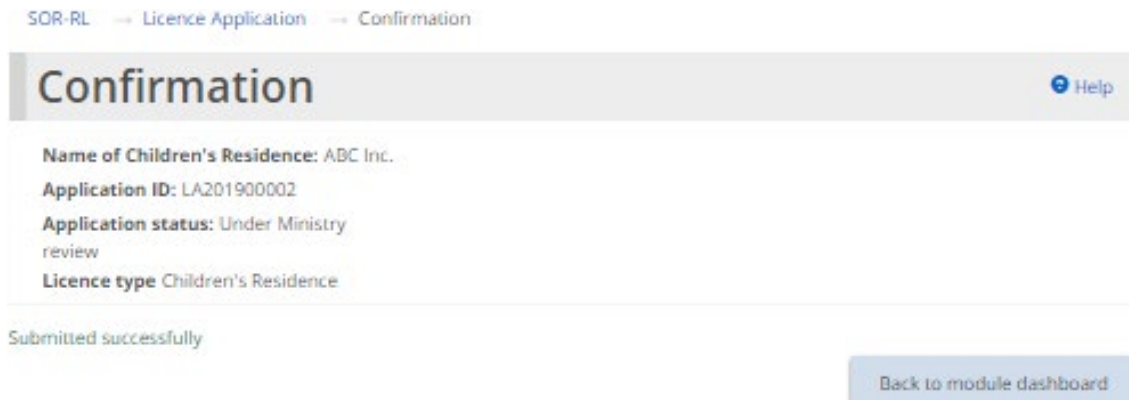 SOR-RL → Licence Application → Confirmation
Confirmation
Help
Name of Children's Residence: ABC Inc.
Application ID: LA201900002
Application status: Under Ministry
review
Licence type Children's Residence
Submitted successfully
Back to module dashboard